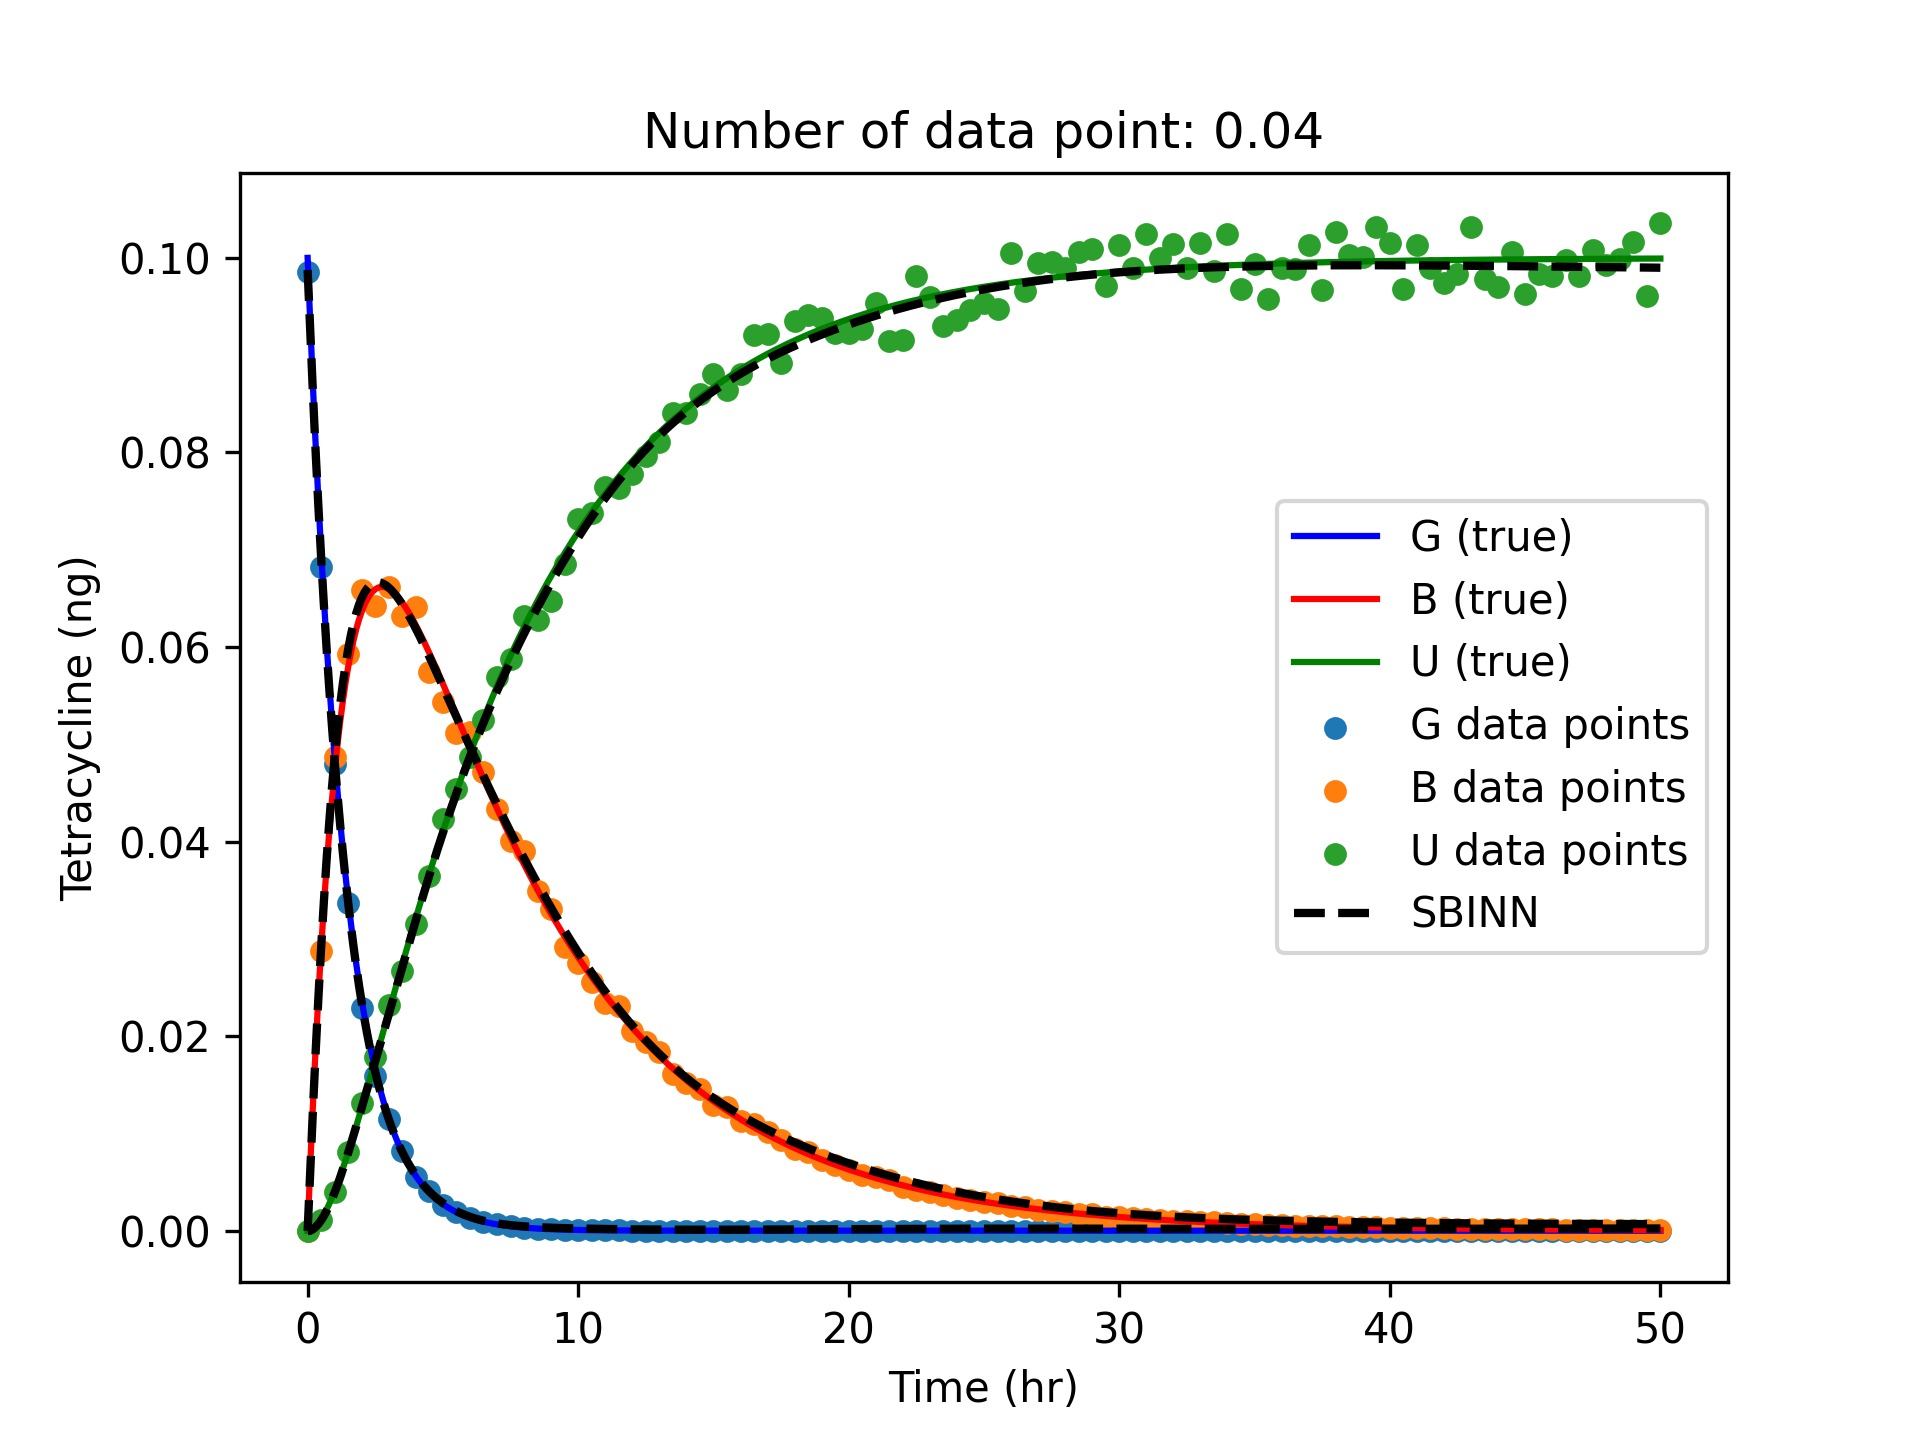 Number of data point: 0.04
Tetracycline (ng)
0.10
0.08
0.06
0.04
0.02
0.00
G (true)
B (true)
U (true)
G data points
B data points
U data points
SBINN
0 10 20 30 40 50
Time (hr)